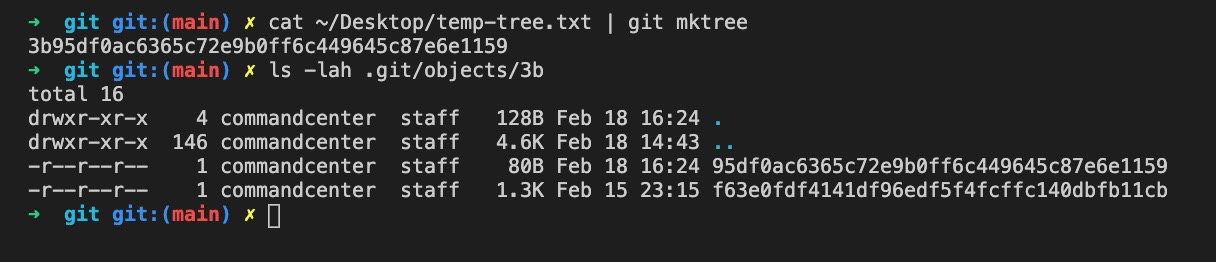 ➜  git git:(main) ✗ cat ~/Desktop/temp-tree.txt | git mktree
3b95df0ac6365c72e9b0ff6c449645c87e6e1159
➜  git git:(main) ✗ ls -lah .git/objects/3b
total 16
drwxr-xr-x    4 commandcenter  staff   128B Feb 18 16:24 .
drwxr-xr-x  146 commandcenter  staff   4.6K Feb 18 14:43 ..
-r--r--r--    1 commandcenter  staff    80B Feb 18 16:24 95df0ac6365c72e9b0ff6c449645c87e6e1159
-r--r--r--    1 commandcenter  staff   1.3K Feb 15 23:15 f63e0fdf4141df96edf5f4fcffc140dbfb11cb
➜  git git:(main) ✗